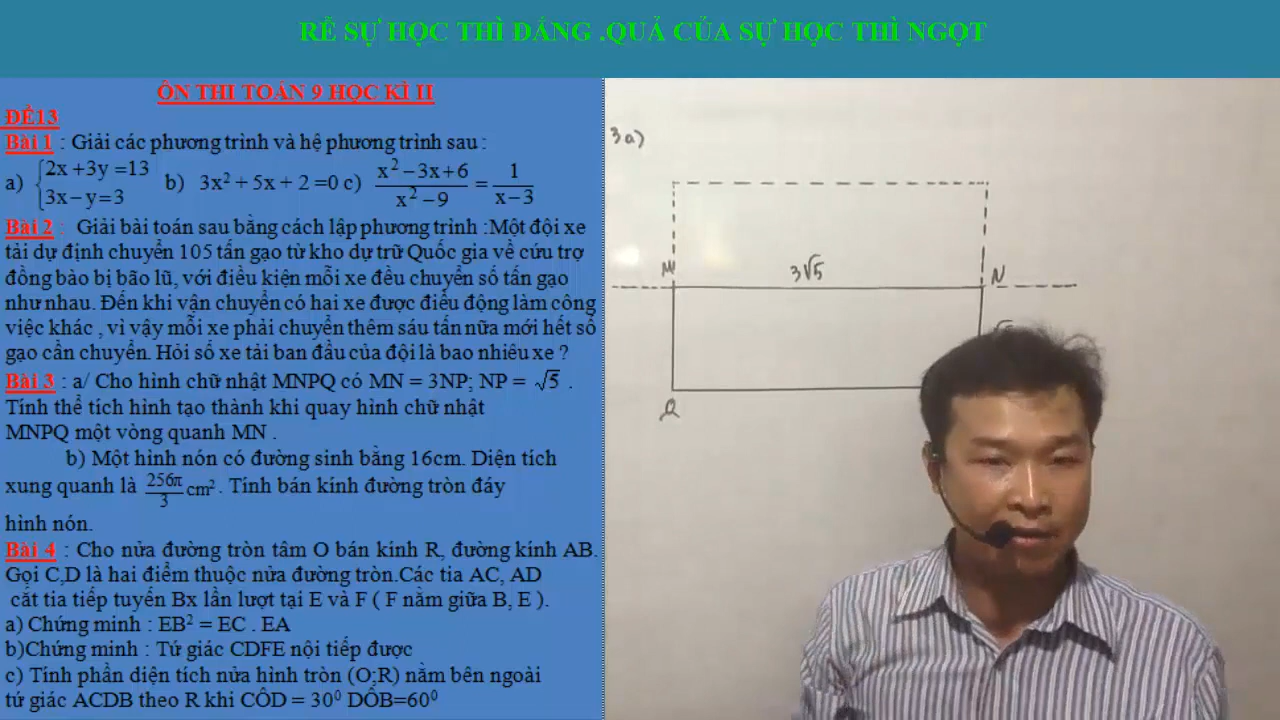 RỄ SỰ HỌC THÌ ĐẮNG .QUẢ CỦA SỰ HỌC THÌ NGỌT
ÔN THI TOÁN 9 HỌC KÌ II
ĐỀ13
Bài 1 : Giải các phương trình và hệ phương trình sau :
a) {2x +3y =13 3x – y = 3 b) 3x² + 5x + 2 =0 c) (x² – 3x + 6)/(x² – 9) = 1/(x – 3)
Bài 2 : Giải bài toán sau bằng cách lập phương trình :Một đội xe
tải dự định chuyển 105 tấn gạo từ kho dự trữ Quốc gia về cứu trợ
đồng bào bị bão lũ, với điều kiện mỗi xe đều chuyển số tấn gạo
như nhau. Đến khi vận chuyển có hai xe được điểu động làm công
việc khác , vì vậy mỗi xe phải chuyển thêm sáu tấn nữa mới hết số
gạo cần chuyển. Hỏi số xe tải ban đầu của đội là bao nhiêu xe ?
Bài 3 : a/ Cho hình chữ nhật MNPQ có MN = 3NP; NP = √5 .
Tính thể tích hình tạo thành khi quay hình chữ nhật
MNPQ một vòng quanh MN .
b) Một hình nón có đường sinh bằng 16cm. Diện tích
xung quanh là 256π/3 cm² . Tính bán kính đường tròn đáy
hình nón.
Bài 4 : Cho nửa đường tròn tâm O bán kính R, đường kính AB.
Gọi C,D là hai điểm thuộc nửa đường tròn.Các tia AC, AD
cắt tia tiếp tuyến Bx lần lượt tại E và F ( F nằm giữa B, E ).
a) Chứng minh : EB² = EC . EA
b)Chứng minh : Tứ giác CDFE nội tiếp được
c) Tính phần diện tích nửa hình tròn (O;R) nằm bên ngoài
tứ giác ACDB theo R khi CÔD = 30⁰ DÔB=60⁰
3a)
M 3√5 N
Q